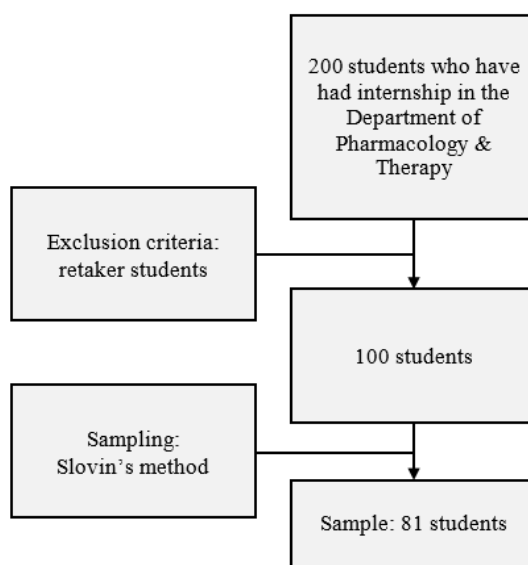 200 students who have
had internship in the
Department of
Pharmacology &
Therapy
Exclusion criteria:
retaker students
100 students
Sampling:
Slovin’s method
Sample: 81 students